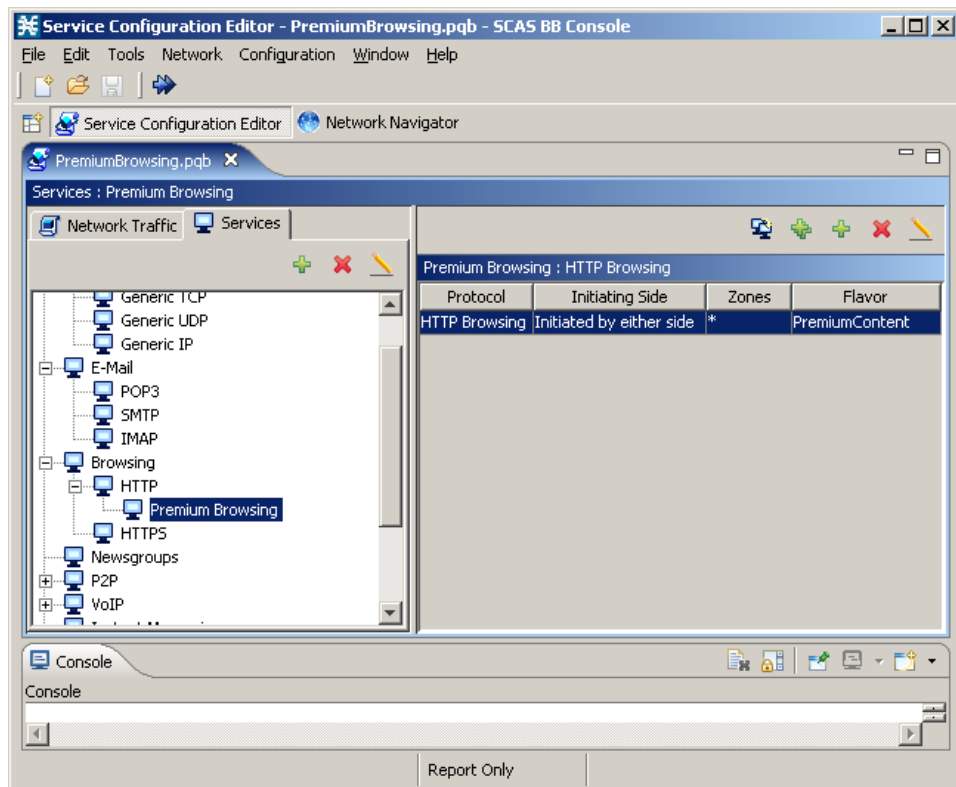 Service Configuration Editor - PremiumBrowsing.pqb - SCAS BB Console
File Edit Tools Network Configuration Window Help
Service Configuration Editor Network Navigator
PremiumBrowsing.pqb
Services : Premium Browsing
Network Traffic Services
Premium Browsing : HTTP Browsing
Protocol Initiating Side Zones Flavor
HTTP Browsing Initiated by either side * PremiumContent
Generic TCP
Generic UDP
Generic IP
E-Mail
POP3
SMTP
IMAP
Browsing
HTTP
Premium Browsing
HTTPS
Newsgroups
P2P
VoIP
Console
Console
Report Only